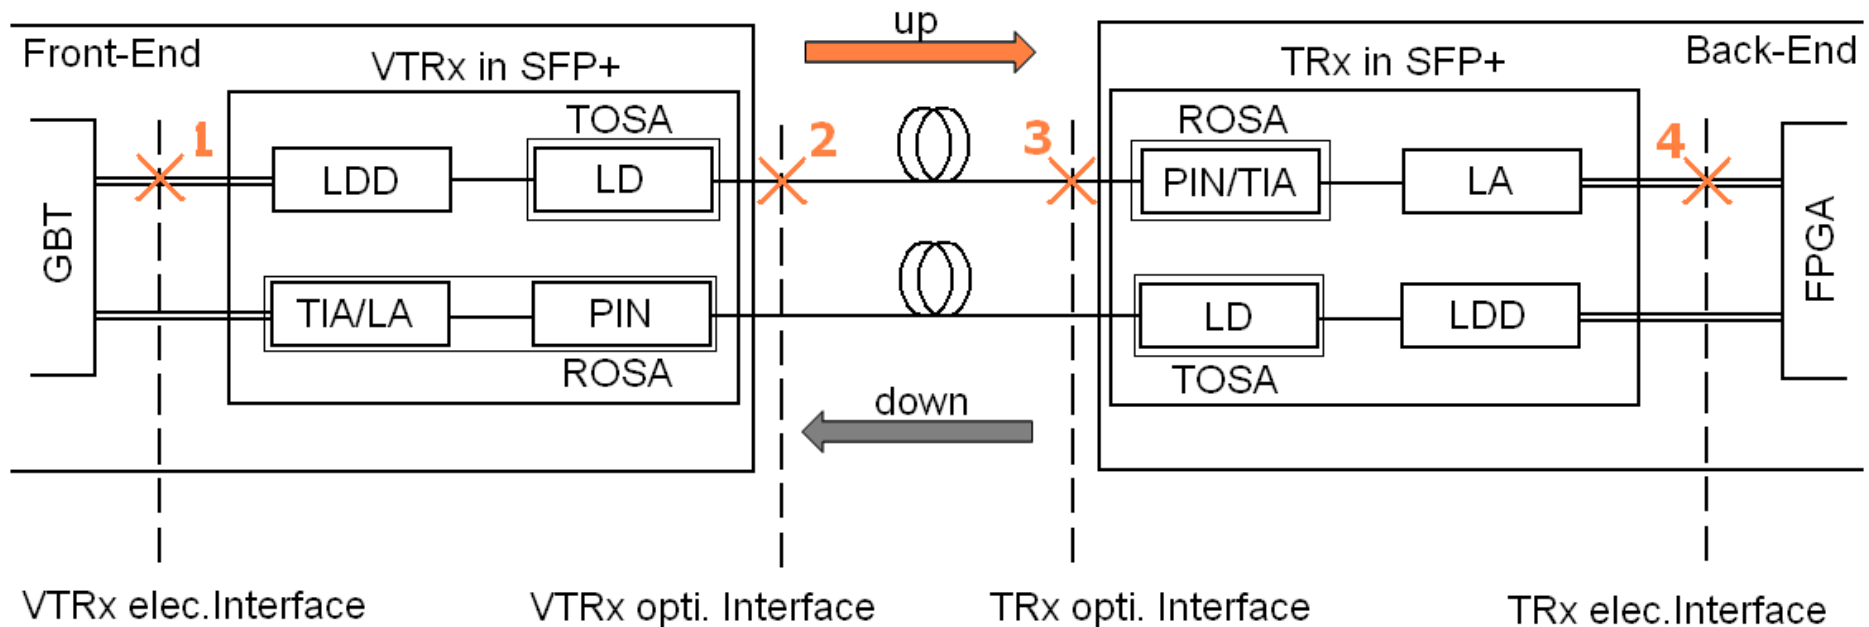 up
Front-End
VTRx in SFP+
TRx in SFP+
Back-End
TOSA
ROSA
1
2
3
4
LDD
LD
PIN/TIA
LA
GBT
FPGA
TIA/LA
PIN
LD
LDD
ROSA
TOSA
down
VTRx elec.Interface
VTRx opti. Interface
TRx opti. Interface
TRx elec.Interface